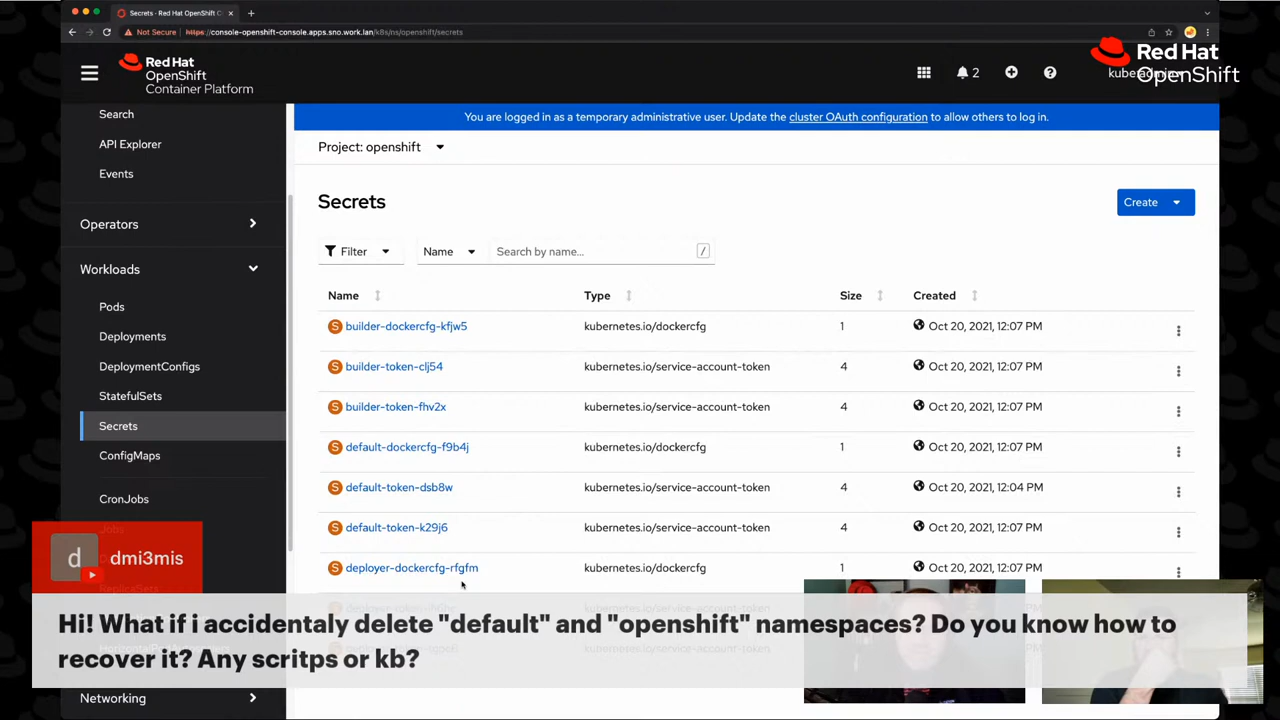 Secrets - Red Hat OpenShift C
Not Secure
https://console-openshift-console.apps.sno.work.lan/k8s/ns/openshift/secrets
Red Hat
OpenShift
Container Platform
2
Red Hat
OpenShift
You are logged in as a temporary administrative user. Update the cluster OAuth configuration to allow others to log in.
Search
API Explorer
Events
Operators
Workloads
Pods
Deployments
DeploymentConfigs
StatefulSets
Secrets
ConfigMaps
CronJobs
Jobs
ReplicaSets
Networking
Project: openshift
Secrets
Create
Filter
Name
Search by name...
/
Name Type Size Created
builder-dockercfg-kfjw5 kubernetes.io/dockercfg 1 Oct 20, 2021, 12:07 PM
builder-token-clj54 kubernetes.io/service-account-token 4 Oct 20, 2021, 12:07 PM
builder-token-fhv2x kubernetes.io/service-account-token 4 Oct 20, 2021, 12:07 PM
default-dockercfg-f9b4j kubernetes.io/dockercfg 1 Oct 20, 2021, 12:07 PM
default-token-dsb8w kubernetes.io/service-account-token 4 Oct 20, 2021, 12:04 PM
default-token-k29j6 kubernetes.io/service-account-token 4 Oct 20, 2021, 12:07 PM
deployer-dockercfg-rfgfm kubernetes.io/dockercfg 1 Oct 20, 2021, 12:07 PM
d
dmi3mis
Hi! What if i accidentaly delete "default" and "openshift" namespaces? Do you know how to
recover it? Any scritps or kb?